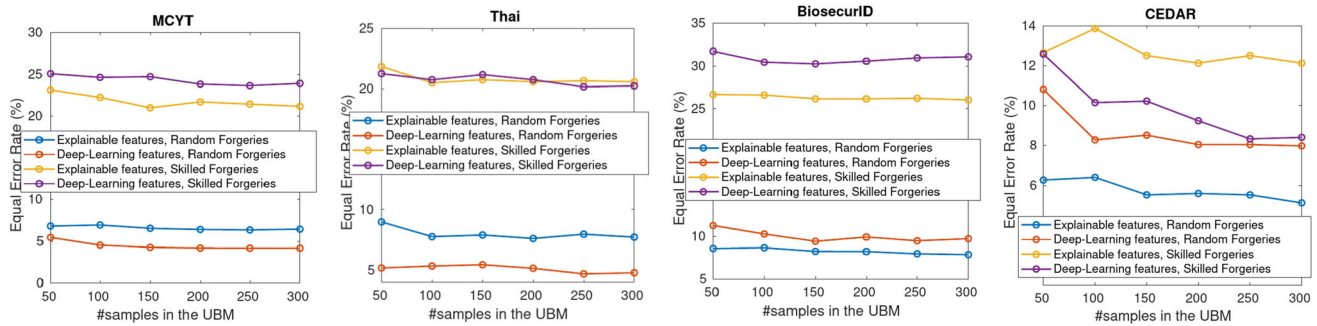 MCYT
30
25
20
10
5
0
Equal Error Rate (%)
Explainable features, Random Forgeries
Deep-Learning features, Random Forgeries
Explainable features, Skilled Forgeries
Deep-Learning features, Skilled Forgeries
50 100 150 200 250 300
#samples in the UBM
Thai
25
20
10
5
Equal Error Rate (%)
Explainable features, Random Forgeries
Deep-Learning features, Random Forgeries
Explainable features, Skilled Forgeries
Deep-Learning features, Skilled Forgeries
50 100 150 200 250 300
#samples in the UBM
BiosecurID
35
30
25
10
5
Equal Error Rate (%)
Explainable features, Random Forgeries
Deep-Learning features, Random Forgeries
Explainable features, Skilled Forgeries
Deep-Learning features, Skilled Forgeries
50 100 150 200 250 300
#samples in the UBM
CEDAR
14
12
10
8
6
Equal Error Rate (%)
Explainable features, Random Forgeries
Deep-Learning features, Random Forgeries
Explainable features, Skilled Forgeries
Deep-Learning features, Skilled Forgeries
50 100 150 200 250 300
#samples in the UBM